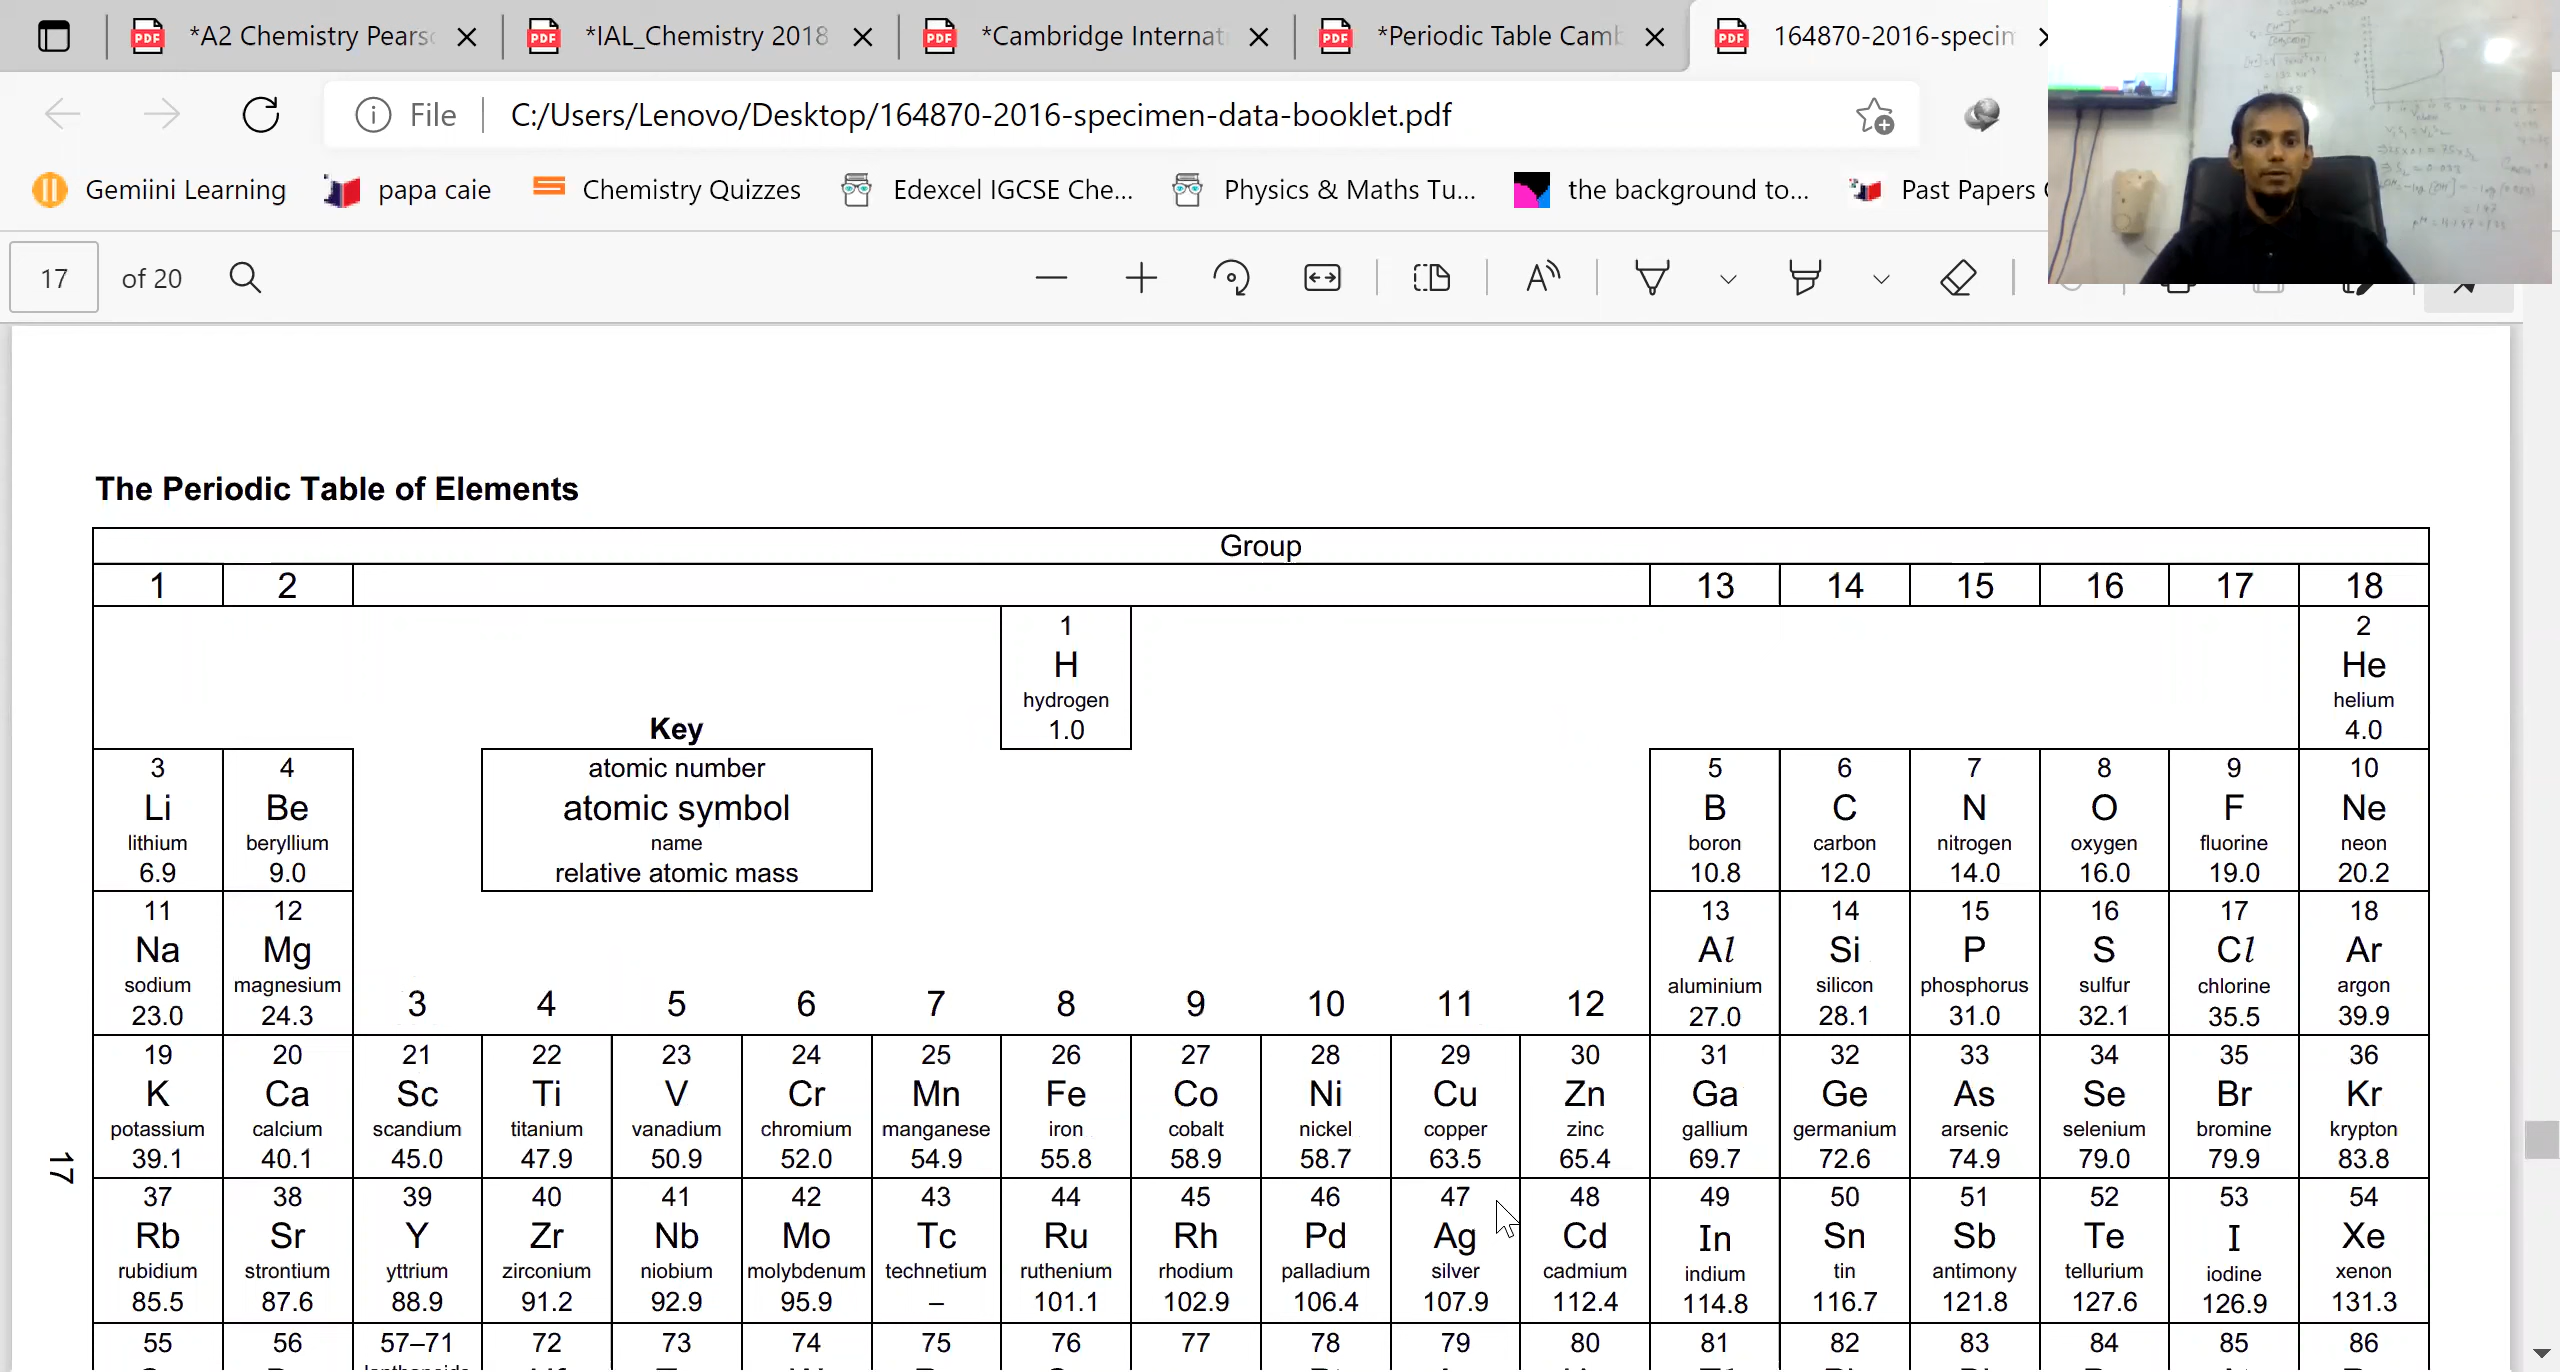 *A2 Chemistry Pears
*IAL_Chemistry 2018
*Cambridge Internat
*Periodic Table Camb
164870-2016-specim
File
C:/Users/Lenovo/Desktop/164870-2016-specimen-data-booklet.pdf
Gemiini Learning
papa caie
Chemistry Quizzes
Edexcel IGCSE Che...
Physics & Maths Tu...
the background to...
Past Papers
17 of 20
The Periodic Table of Elements
Group
1 2 13 14 15 16 17 18
1 2
H He
hydrogen helium
1.0 4.0
Key
atomic number
atomic symbol
name
relative atomic mass
3 4 5 6 7 8 9 10
Li Be B C N O F Ne
lithium beryllium boron carbon nitrogen oxygen fluorine neon
6.9 9.0 10.8 12.0 14.0 16.0 19.0 20.2
11 12 13 14 15 16 17 18
Na Mg Al Si P S Cl Ar
sodium magnesium aluminium silicon phosphorus sulfur chlorine argon
23.0 24.3 27.0 28.1 31.0 32.1 35.5 39.9
3 4 5 6 7 8 9 10 11 12
19 20 21 22 23 24 25 26 27 28 29 30 31 32 33 34 35 36
K Ca Sc Ti V Cr Mn Fe Co Ni Cu Zn Ga Ge As Se Br Kr
potassium calcium scandium titanium vanadium chromium manganese iron cobalt nickel copper zinc gallium germanium arsenic selenium bromine krypton
39.1 40.1 45.0 47.9 50.9 52.0 54.9 55.8 58.9 58.7 63.5 65.4 69.7 72.6 74.9 79.0 79.9 83.8
37 38 39 40 41 42 43 44 45 46 47 48 49 50 51 52 53 54
Rb Sr Y Zr Nb Mo Tc Ru Rh Pd Ag Cd In Sn Sb Te I Xe
rubidium strontium yttrium zirconium niobium molybdenum technetium ruthenium rhodium palladium silver cadmium indium tin antimony tellurium iodine xenon
85.5 87.6 88.9 91.2 92.9 95.9 – 101.1 102.9 106.4 107.9 112.4 114.8 116.7 121.8 127.6 126.9 131.3
55 56 57–71 72 73 74 75 76 77 78 79 80 81 82 83 84 85 86
17